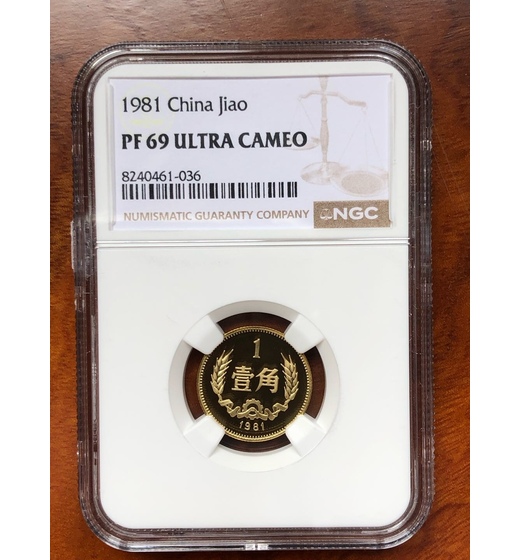 1981 China Jiao
PF 69 ULTRA CAMEO
8240461-036
NUMISMATIC GUARANTY COMPANY NGC
1
壹角
1981